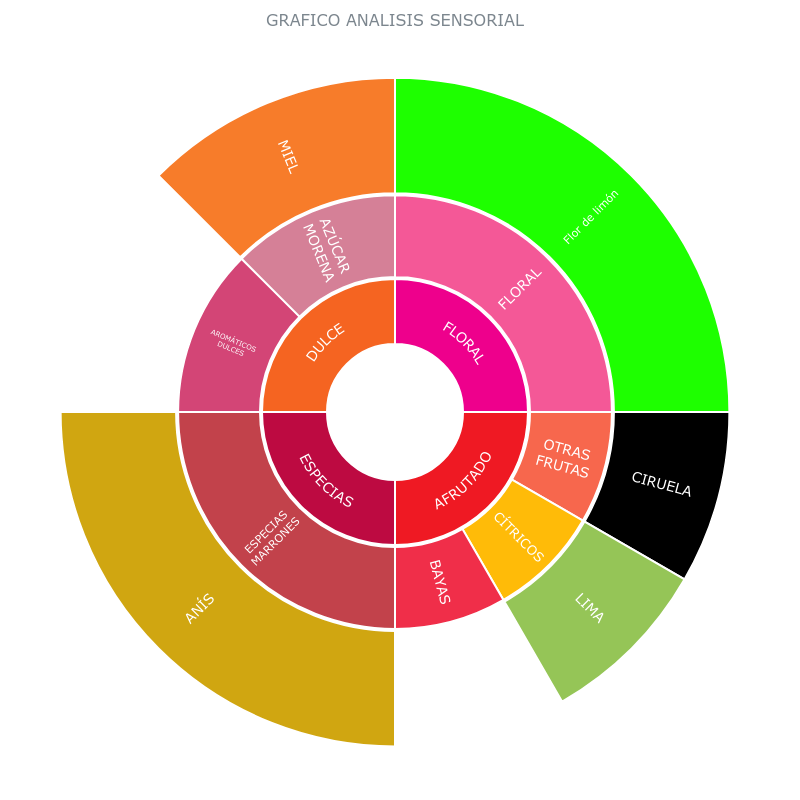 GRAFICO ANALISIS SENSORIAL
MIEL
Flor de limón
AZÚCAR
MORENA
FLORAL
AROMÁTICOS
DULCES
DULCE
FLORAL
ESPECIAS
AFRUTADO
OTRAS
FRUTAS
CIRUELA
ESPECIAS
MARRONES
CÍTRICOS
BAYAS
ANÍS
LIMA